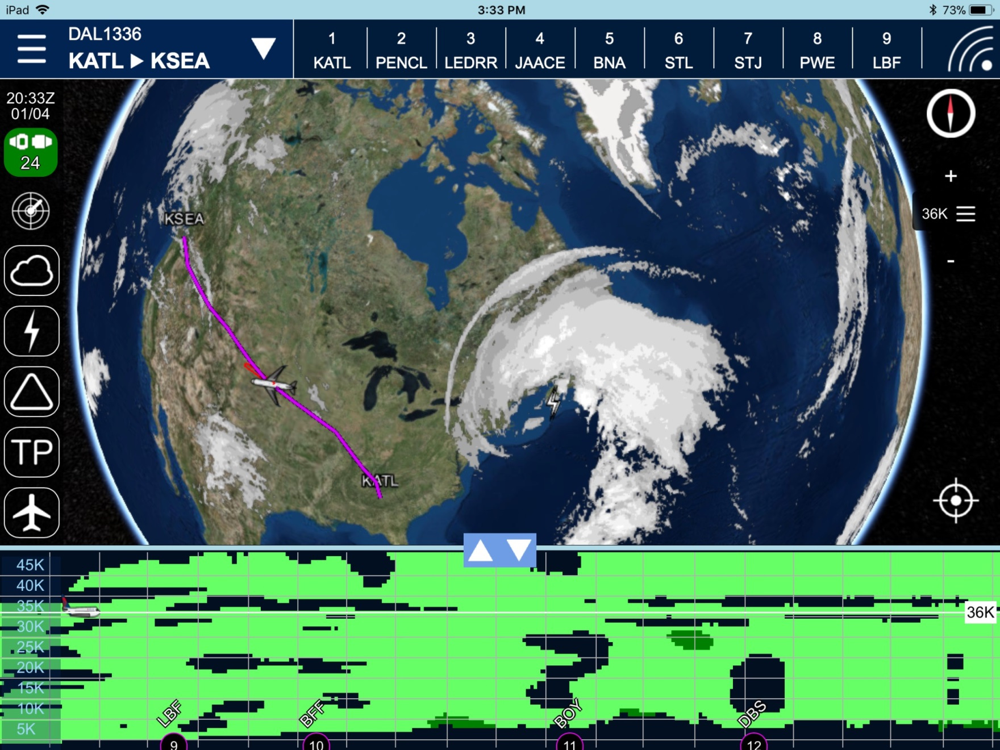 iPad 3:33 PM 73%
DAL1336
KATL ▶ KSEA
1 2 3 4 5 6 7 8 9
KATL PENCL LEDRR JAACE BNA STL STJ PWE LBF
20:33Z
01/04
24
KSEA
+
36K
-
TP
KATL
45K
40K
35K
36K
30K
25K
20K
15K
10K
5K
LBF BFF BOY DBS
9 10 11 12